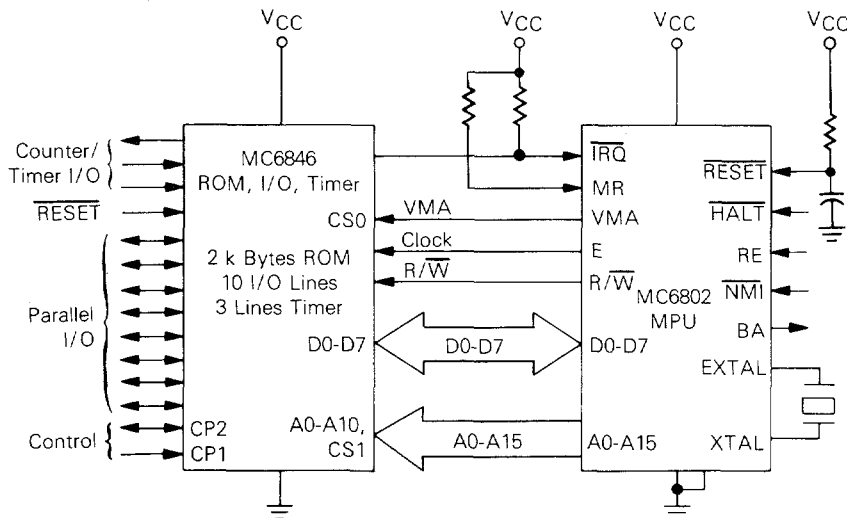 VCC
VCC
VCC
VCC
Counter/
Timer I/O
RESET
Parallel
I/O
Control
MC6846
ROM, I/O, Timer
CS0
2 k Bytes ROM
10 I/O Lines
3 Lines Timer
D0-D7
A0-A10,
CS1
CP2
CP1
VMA
Clock
R/W
D0-D7
A0-A15
IRQ
MR
VMA
E
R/W
MC6802
MPU
D0-D7
A0-A15
RESET
HALT
RE
NMI
BA
EXTAL
XTAL